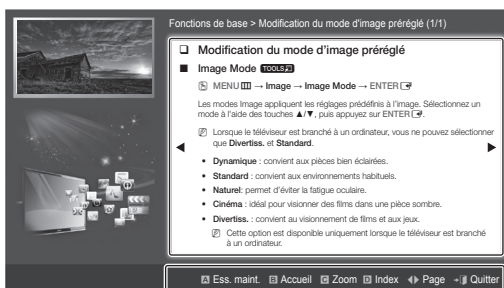 Fonctions de base > Modification du mode d'image préréglé (1/1)
❑ Modification du mode d'image préréglé
■ Image Mode TOOLS
MENU → Image → Image Mode → ENTER
Les modes Image appliquent les réglages prédéfinis à l'image. Sélectionnez un
mode à l'aide des touches ▲/▼, puis appuyez sur ENTER
Lorsque le téléviseur est branché à un ordinateur, vous ne pouvez sélectionner
que Divertiss. et Standard.
• Dynamique : convient aux pièces bien éclairées.
• Standard : convient aux environnements habituels.
• Naturel: permet d'éviter la fatigue oculaire.
• Cinéma : idéal pour visionner des films dans une pièce sombre.
• Divertiss. : convient au visionnement de films et aux jeux.
Cette option est disponible uniquement lorsque le téléviseur est branché
à un ordinateur.
A Ess. maint. B Accueil C Zoom D Index ◀▶ Page Quitter